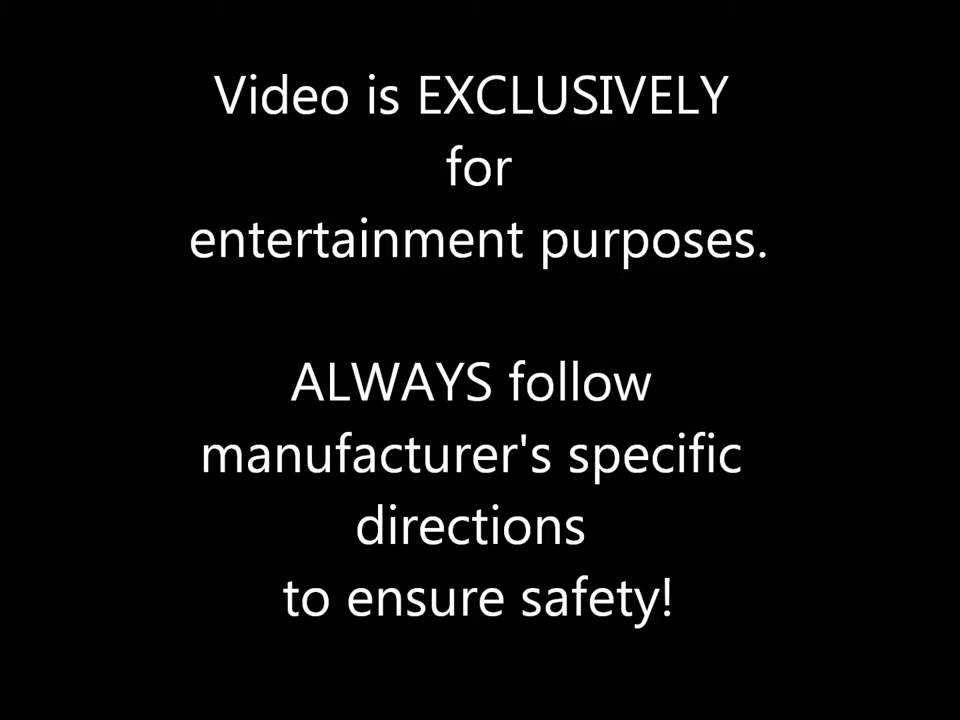 Video is EXCLUSIVELY
for
entertainment purposes.
ALWAYS follow
manufacturer's specific
directions
to ensure safety!